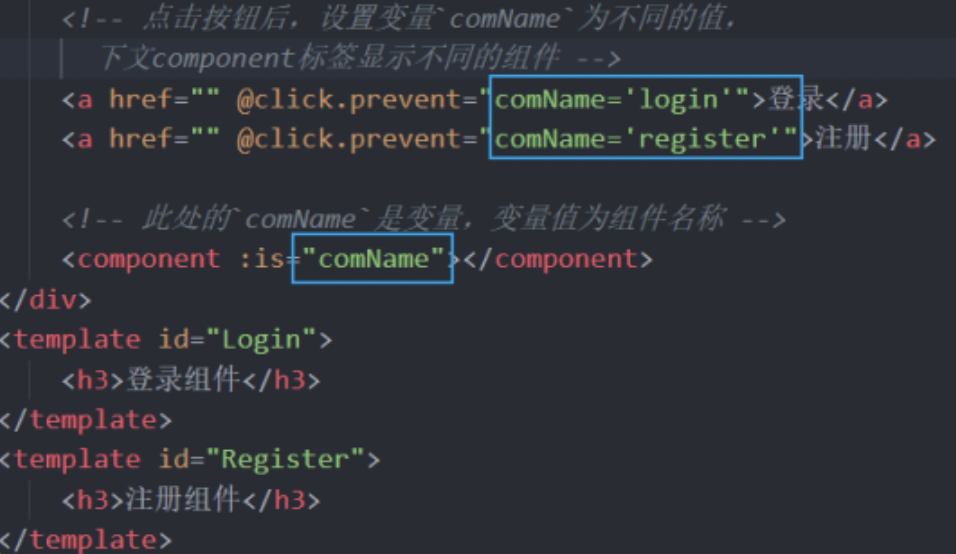 <!-- 点击按钮后，设置变量`comName`为不同的值，
下文component标签显示不同的组件 -->
<a href="" @click.prevent="comName='login'">登录</a>
<a href="" @click.prevent="comName='register'">注册</a>
<!-- 此处的`comName`是变量，变量值为组件名称 -->
<component :is="comName"></component>
</div>
<template id="Login">
<h3>登录组件</h3>
</template>
<template id="Register">
<h3>注册组件</h3>
</template>